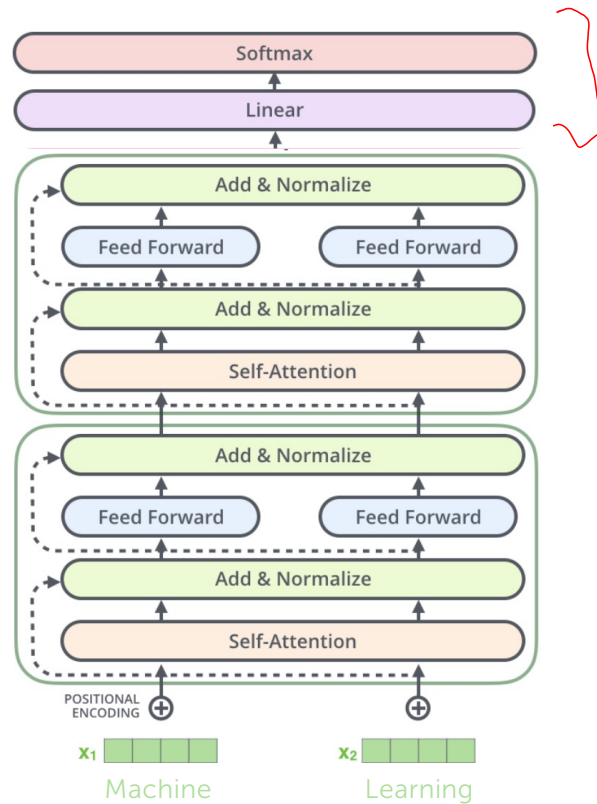 Softmax
Linear
Add & Normalize
Feed Forward Feed Forward
Add & Normalize
Self-Attention
Add & Normalize
Feed Forward Feed Forward
Add & Normalize
Self-Attention
POSITIONAL
ENCODING
x₁ x₂
Machine Learning